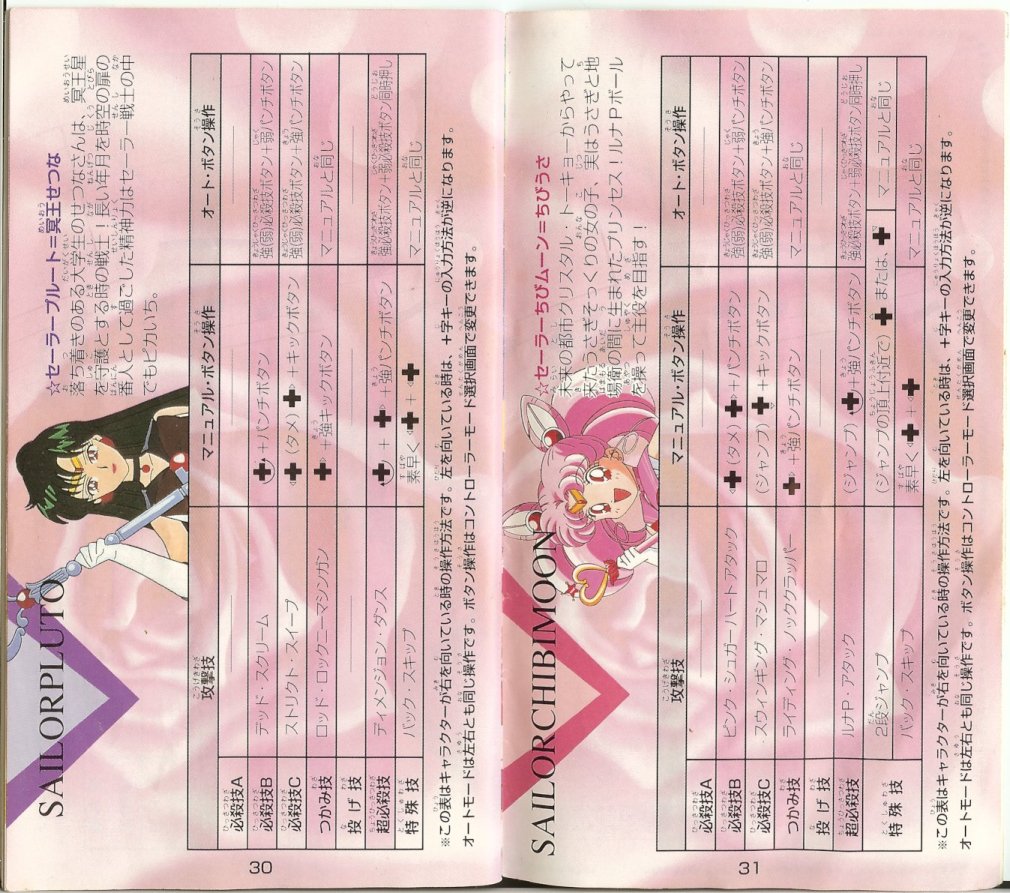 SAILORPLUTO
☆セーラープルート＝冥王せつな
落ち着きのある大学生のせつなさんは、冥王星
を守護とする時の戦士！長い年月を時空の扉の
番人として過ごした精神力はセーラー戦士の中
でもピカいち。
攻撃技 マニュアル・ボタン操作 オート・ボタン操作
必殺技A
必殺技B デッド・スクリーム ＋パンチボタン 強(弱)必殺技ボタン＋弱パンチボタン
必殺技C ストリクト・スイープ (タメ) ＋キックボタン 強(弱)必殺技ボタン＋強パンチボタン
つかみ技 ロッド・ロックニーマシンガン ＋強キックボタン マニュアルと同じ
投げ技
超必殺技 ディメンジョン・ダンス ＋ ＋強パンチボタン 強必殺技ボタン＋弱必殺技ボタン同時押し
特殊技 バック・スキップ 素早く ＋ マニュアルと同じ
※この表はキャラクターが右を向いている時の操作方法です。左を向いている時は、＋字キーの入力方法が逆になります。
オートモードは左右とも同じ操作です。ボタン操作はコントローラーモード選択画面で変更できます。
30
SAILORCHIBIMOON
☆セーラーちびムーン＝ちびうさ
未来の都市クリスタル・トーキョーからやって
来たうさぎそっくりの女の子、実はうさぎと地
場衛の間に生まれたプリンセス！ルナPボール
を操って主役を目指す！
攻撃技 マニュアル・ボタン操作 オート・ボタン操作
必殺技A
必殺技B ピンク・シュガーハートアタック (タメ) ＋パンチボタン 強(弱)必殺技ボタン＋弱パンチボタン
必殺技C スウィンギング・マシュマロ (ジャンプ) ＋キックボタン 強(弱)必殺技ボタン＋強パンチボタン
つかみ技 ライティング・ノッククラッパー ＋強パンチボタン マニュアルと同じ
投げ技
超必殺技 ルナP・アタック (ジャンプ) ＋強パンチボタン 強必殺技ボタン＋弱必殺技ボタン同時押し
特殊技 2段ジャンプ (ジャンプの頂上付近で) または、 マニュアルと同じ
バック・スキップ 素早く ＋ マニュアルと同じ
※この表はキャラクターが右を向いている時の操作方法です。左を向いている時は、＋字キーの入力方法が逆になります。
オートモードは左右とも同じ操作です。ボタン操作はコントローラーモード選択画面で変更できます。
31